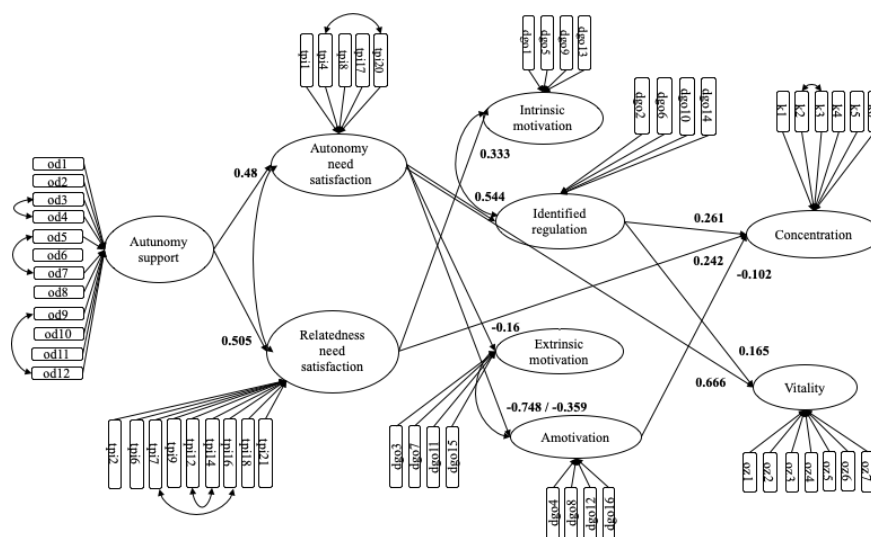 tpi1
tpi4
tpi8
tpi17
tpi20
dgo1
dgo5
dgo9
dgo13
dgo2
dgo6
dgo10
dgo14
k1
k2
k3
k4
k5
Intrinsic
motivation
Autonomy
need
satisfaction
0.333
0.48
od1
od2
od3
od4
od5
od6
od7
od8
od9
od10
od11
od12
Autunomy
support
0.544
Identified
regulation
0.261
Concentration
0.242
-0.102
0.505
Relatedness
need
satisfaction
-0.16
Extrinsic
motivation
0.165
0.666
Vitality
-0.748 / -0.359
Amotivation
tpi2
tpi6
tpi7
tpi9
tpi12
tpi14
tpi16
tpi18
tpi21
dgo3
dgo7
dgo11
dgo15
dgo4
dgo8
dgo12
dgo16
oz1
oz2
oz3
oz4
oz5
oz6
oz7